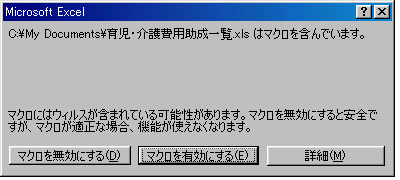 Microsoft Excel
C:¥My Documents¥育児・介護費用助成一覧.xls はマクロを含んでいます。
マクロにはウィルスが含まれている可能性があります。マクロを無効にすると安全で
すが、マクロが適正な場合、機能が使えなくなります。
マクロを無効にする(D)
マクロを有効にする(E)
詳細(M)